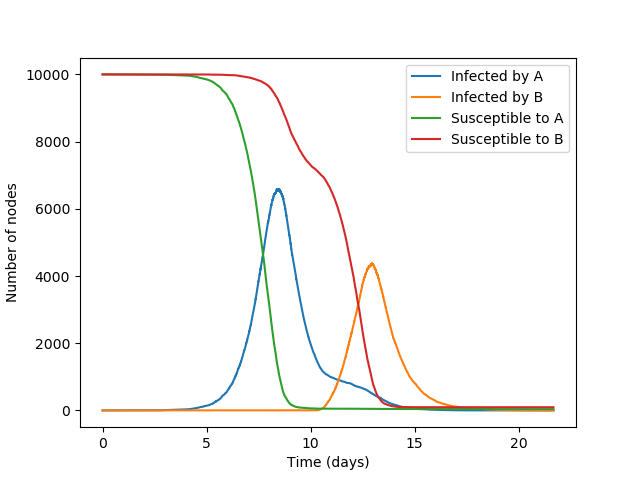 Infected by A
Infected by B
Susceptible to A
Susceptible to B
Number of nodes
10000
8000
6000
4000
2000
0
0 5 10 15 20
Time (days)